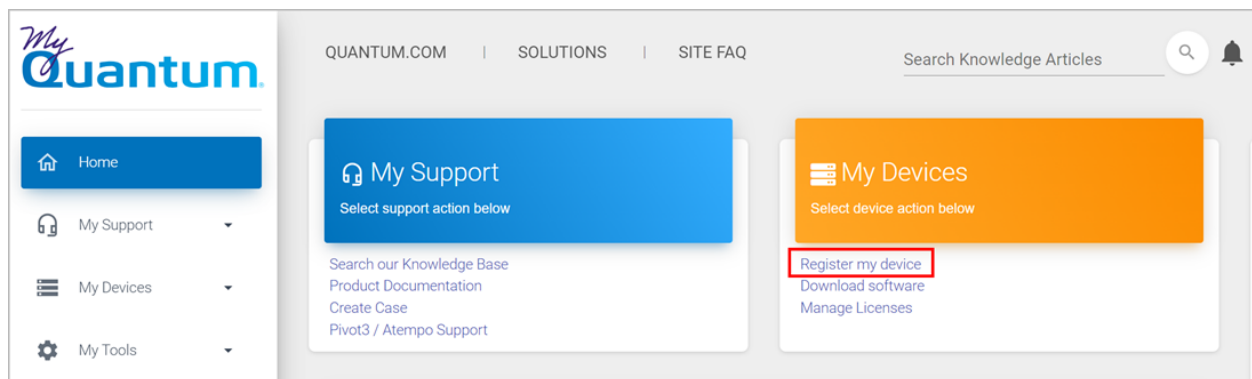 My
Quantum.
QUANTUM.COM | SOLUTIONS | SITE FAQ
Search Knowledge Articles
Home
My Support
My Devices
My Tools
My Support
Select support action below
Search our Knowledge Base
Product Documentation
Create Case
Pivot3 / Atempo Support
My Devices
Select device action below
Register my device
Download software
Manage Licenses